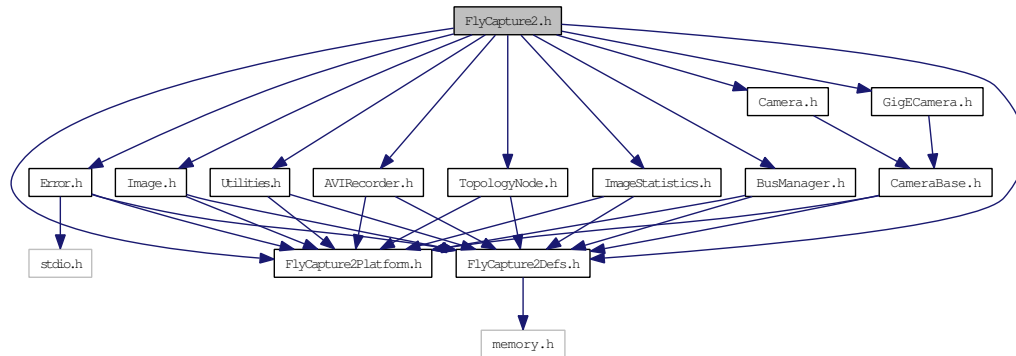 FlyCapture2.h
Camera.h
GigECamera.h
Error.h
Image.h
Utilities.h
AVIRecorder.h
TopologyNode.h
ImageStatistics.h
BusManager.h
CameraBase.h
stdio.h
FlyCapture2Platform.h
FlyCapture2Defs.h
memory.h